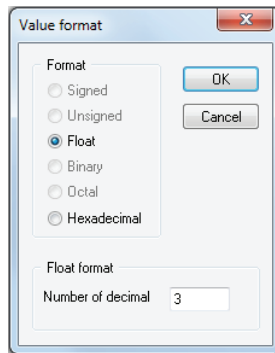 Value format
Format
Signed
Unsigned
Float
Binary
Octal
Hexadecimal
OK
Cancel
Float format
Number of decimal 3